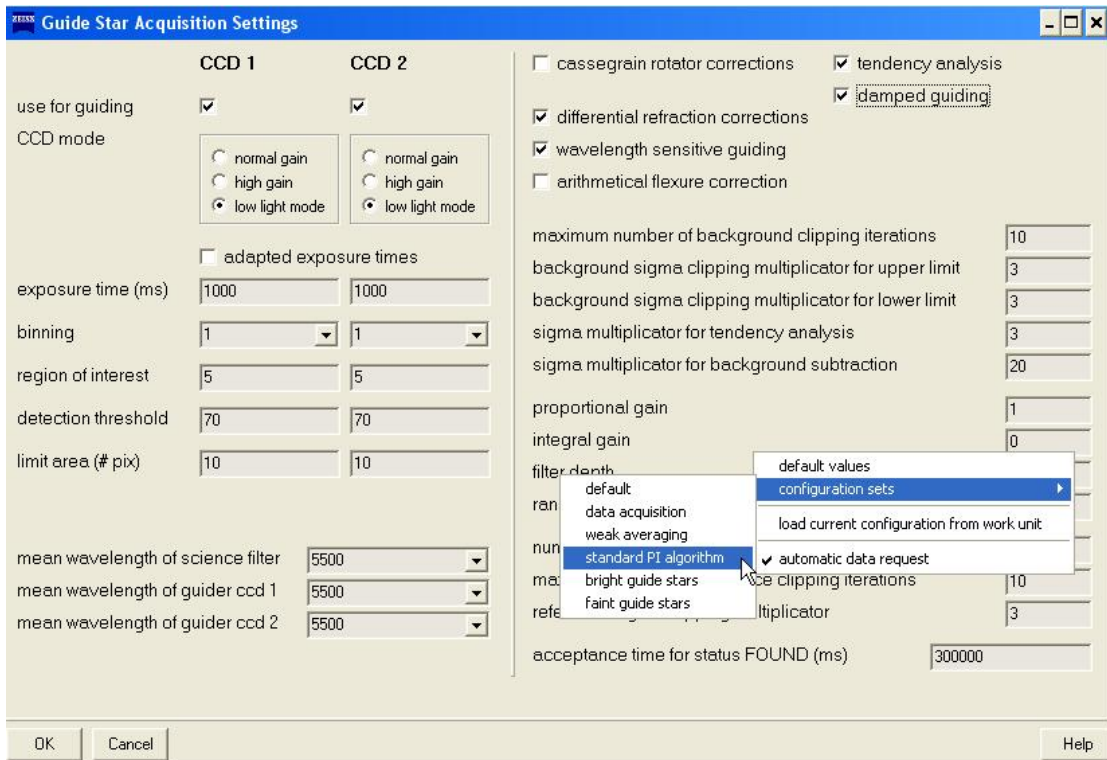 ZEISS Guide Star Acquisition Settings
CCD 1 CCD 2
use for guiding
CCD mode
normal gain normal gain
high gain high gain
low light mode low light mode
adapted exposure times
exposure time (ms) 1000 1000
binning 1 1
region of interest 5 5
detection threshold 70 70
limit area (# pix) 10 10
mean wavelength of science filter 5500
mean wavelength of guider ccd 1 5500
mean wavelength of guider ccd 2 5500
cassegrain rotator corrections tendency analysis
damped guiding
differential refraction corrections
wavelength sensitive guiding
arithmetical flexure correction
maximum number of background clipping iterations 10
background sigma clipping multiplicator for upper limit 3
background sigma clipping multiplicator for lower limit 3
sigma multiplicator for tendency analysis 3
sigma multiplicator for background subtraction 20
proportional gain 1
integral gain 0
filter depth
default values
configuration sets
load current configuration from work unit
automatic data request
default
data acquisition
weak averaging
standard PI algorithm
bright guide stars
faint guide stars
ran
nun
clipping iterations 10
refe 3
acceptance time for status FOUND (ms) 300000
OK Cancel Help